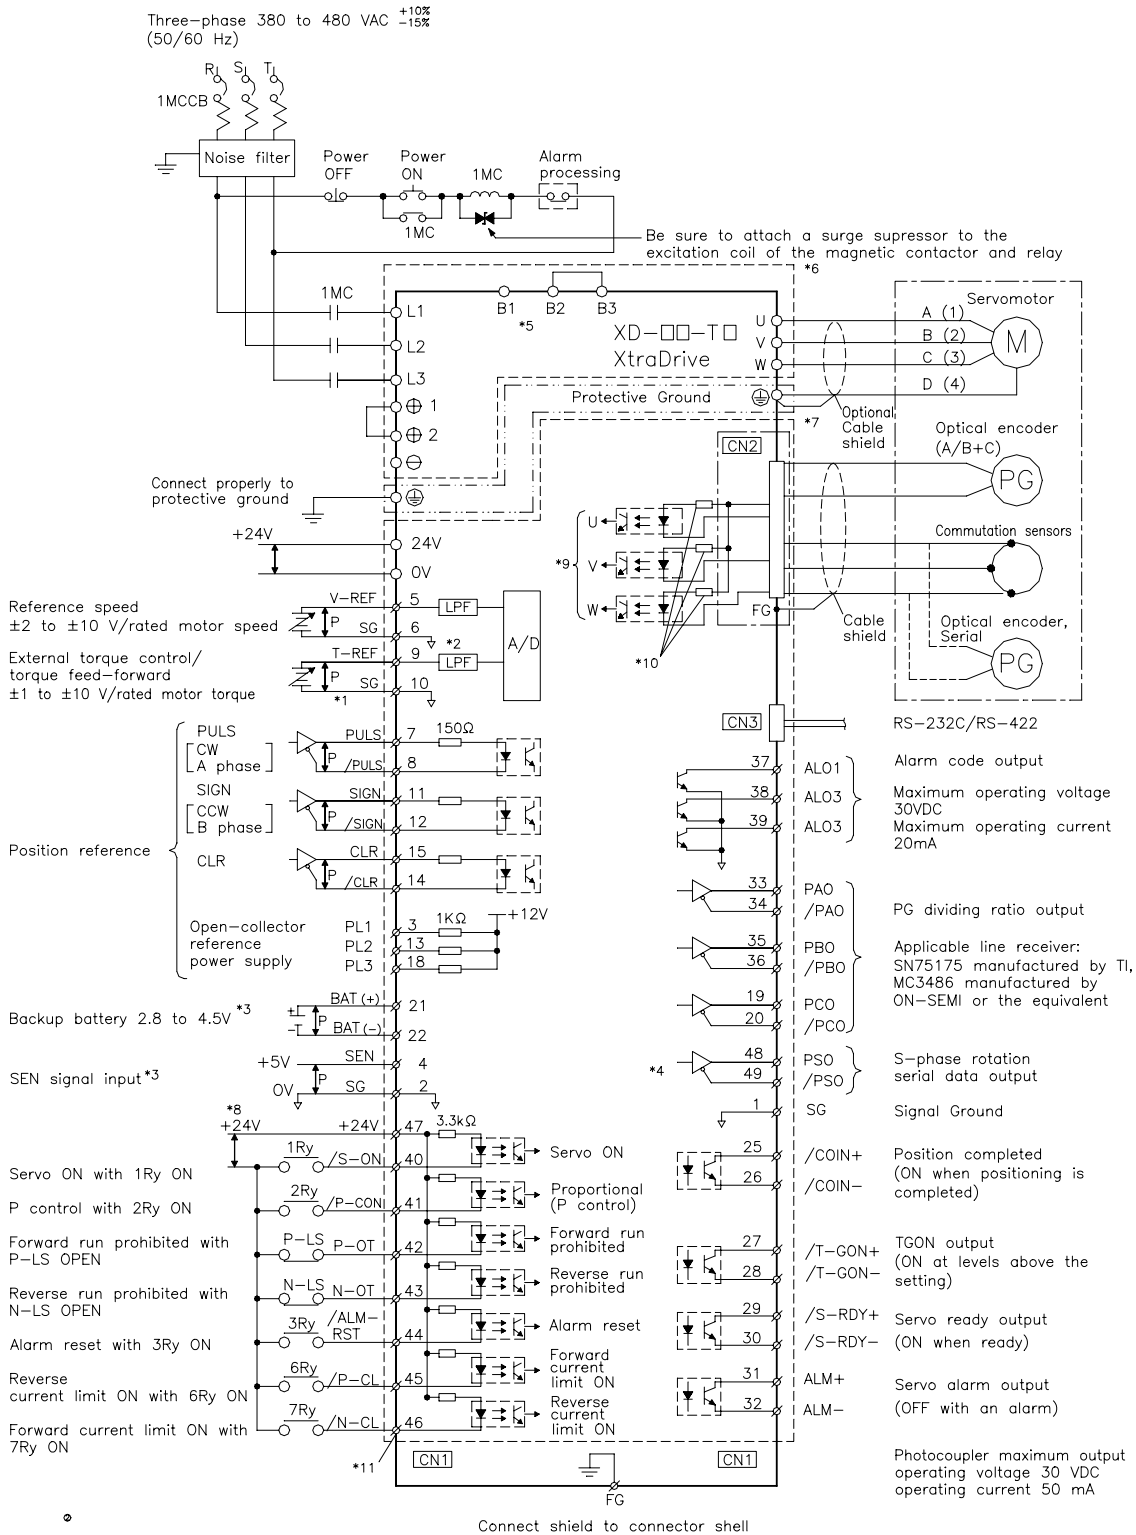 Three-phase 380 to 480 VAC +10% -15%
(50/60 Hz)
R S T
1MCCB
Noise filter
Power OFF
Power ON
1MC
Alarm processing
1MC
Be sure to attach a surge supressor to the
excitation coil of the magnetic contactor and relay
*6
1MC
B1 B2 B3
*5
L1
L2
L3
1
2
XD-□□-T□
XtraDrive
U
V
W
A (1)
B (2)
C (3)
D (4)
Servomotor
M
Protective Ground
*7
Optional
Cable
shield
CN2
Optical encoder
(A/B+C)
PG
Commutation sensors
Optical encoder,
Serial
PG
Cable
shield
FG
*9
U
V
W
*10
Connect properly to
protective ground
+24V
24V
0V
Reference speed
±2 to ±10 V/rated motor speed
V-REF 5 LPF
P
SG 6
A/D
External torque control/
torque feed-forward
±1 to ±10 V/rated motor torque
T-REF 9 LPF
*2
P
SG 10
*1
CN3
RS-232C/RS-422
Position reference
PULS
CW
A phase
PULS 7 150Ω
P
/PULS 8
SIGN
CCW
B phase
SIGN 11
P
/SIGN 12
CLR
CLR 15
P
/CLR 14
Open-collector
reference
power supply
PL1 3 1KΩ
PL2 13
PL3 18
+12V
Backup battery 2.8 to 4.5V *3
+
-
BAT (+) 21
P
BAT (-) 22
SEN signal input *3
+5V
SEN 4
P
0V
SG 2
*8
+24V
+24V 47 3.3kΩ
Servo ON with 1Ry ON
1Ry /S-ON 40
Servo ON
P control with 2Ry ON
2Ry /P-CON 41
Proportional
(P control)
Forward run prohibited with
P-LS OPEN
P-LS P-OT 42
Forward run
prohibited
Reverse run prohibited with
N-LS OPEN
N-LS N-OT 43
Reverse run
prohibited
Alarm reset with 3Ry ON
3Ry /ALM-
RST 44
Alarm reset
Reverse
current limit ON with 6Ry ON
6Ry /P-CL 45
Forward
current
limit ON
Forward current limit ON with
7Ry ON
7Ry /N-CL 46
Reverse
current
limit ON
*11
CN1
CN1
FG
Connect shield to connector shell
37 ALO1
38 ALO3
39 ALO3
Alarm code output
Maximum operating voltage
30VDC
Maximum operating current
20mA
33 PAO
34 /PAO
35 PBO
36 /PBO
19 PCO
20 /PCO
PG dividing ratio output
Applicable line receiver:
SN75175 manufactured by TI,
MC3486 manufactured by
ON-SEMI or the equivalent
*4
48 PSO
49 /PSO
S-phase rotation
serial data output
1 SG
Signal Ground
25 /COIN+
26 /COIN-
Position completed
(ON when positioning is
completed)
27 /T-GON+
28 /T-GON-
TGON output
(ON at levels above the
setting)
29 /S-RDY+
30 /S-RDY-
Servo ready output
(ON when ready)
31 ALM+
32 ALM-
Servo alarm output
(OFF with an alarm)
Photocoupler maximum output
operating voltage 30 VDC
operating current 50 mA